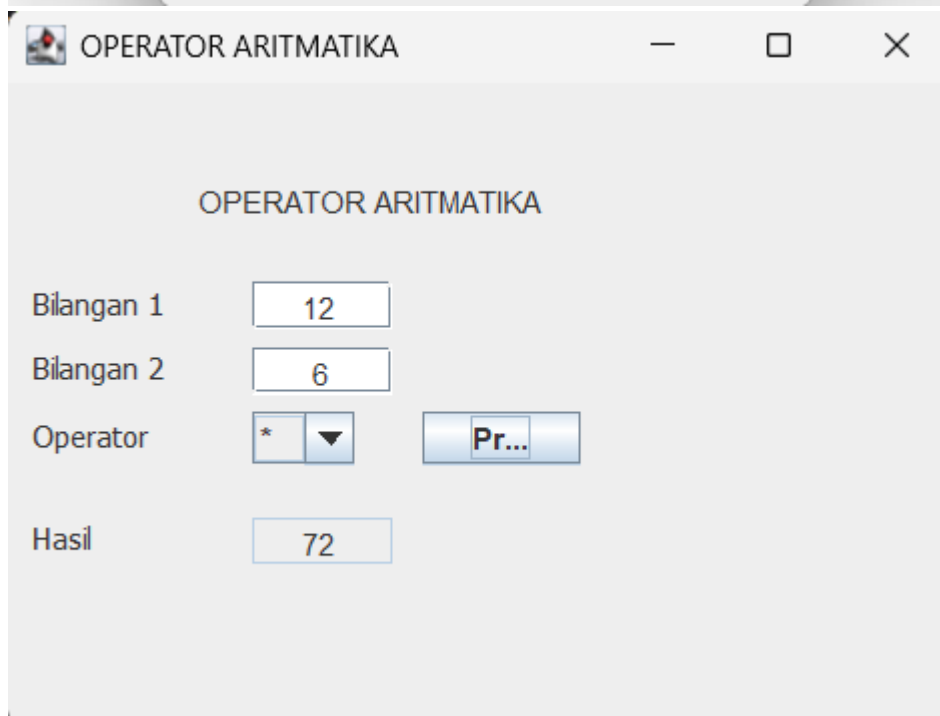 OPERATOR ARITMATIKA
OPERATOR ARITMATIKA
Bilangan 1 12
Bilangan 2 6
Operator * Pr...
Hasil 72